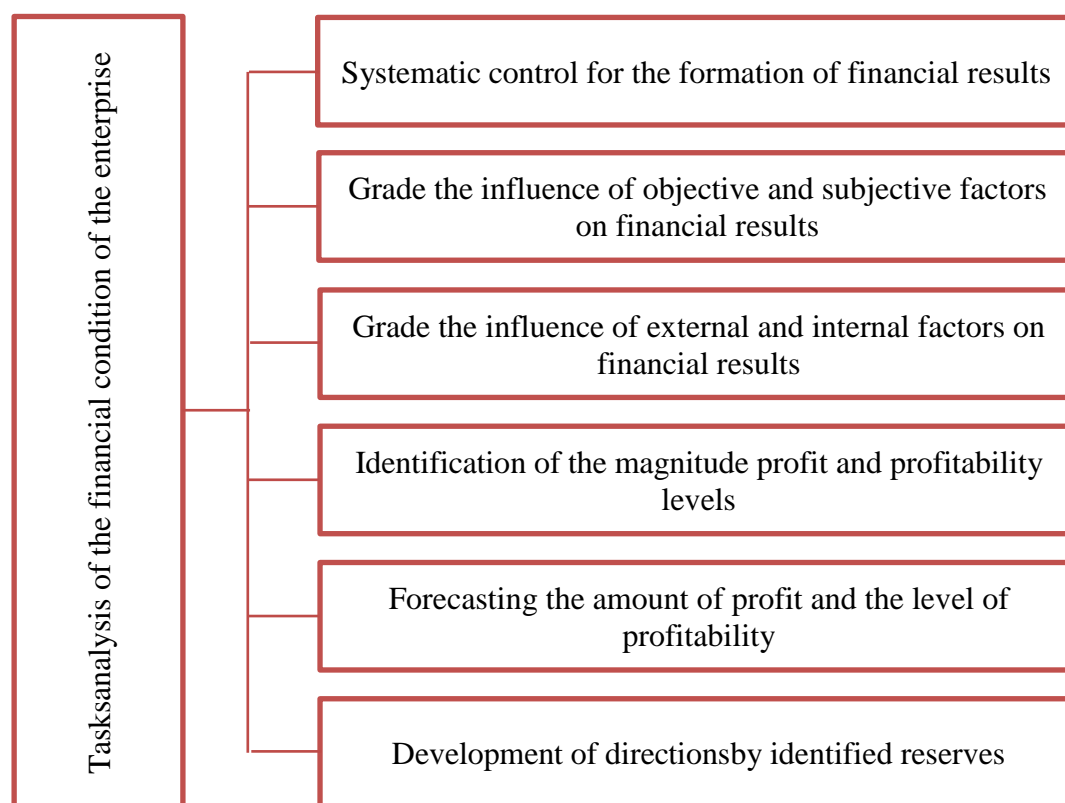 Tasksanalysis of the financial condition of the enterprise
Systematic control for the formation of financial results
Grade the influence of objective and subjective factors
on financial results
Grade the influence of external and internal factors on
financial results
Identification of the magnitude profit and profitability
levels
Forecasting the amount of profit and the level of
profitability
Development of directionsby identified reserves